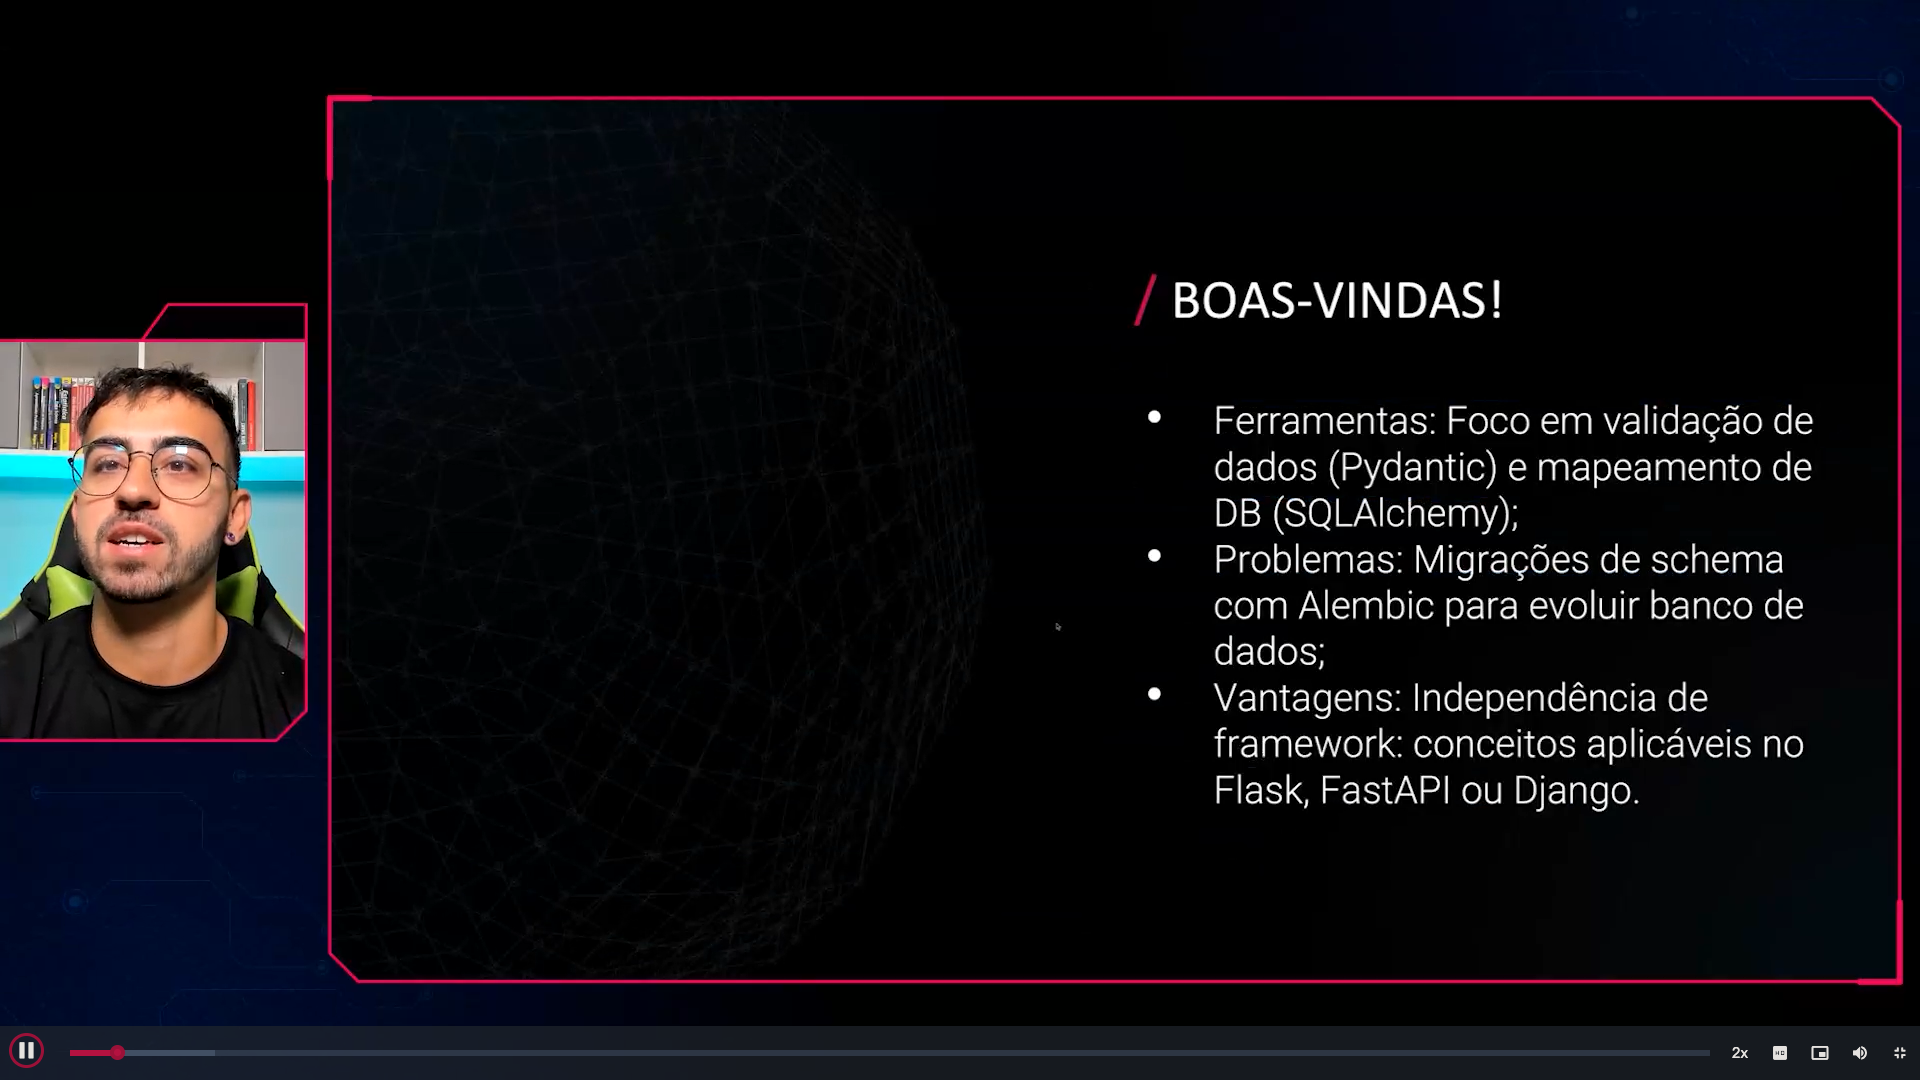 / BOAS-VINDAS!
• Ferramentas: Foco em validação de
dados (Pydantic) e mapeamento de
DB (SQLAlchemy);
• Problemas: Migrações de schema
com Alembic para evoluir banco de
dados;
• Vantagens: Independência de
framework: conceitos aplicáveis no
Flask, FastAPI ou Django.
2x